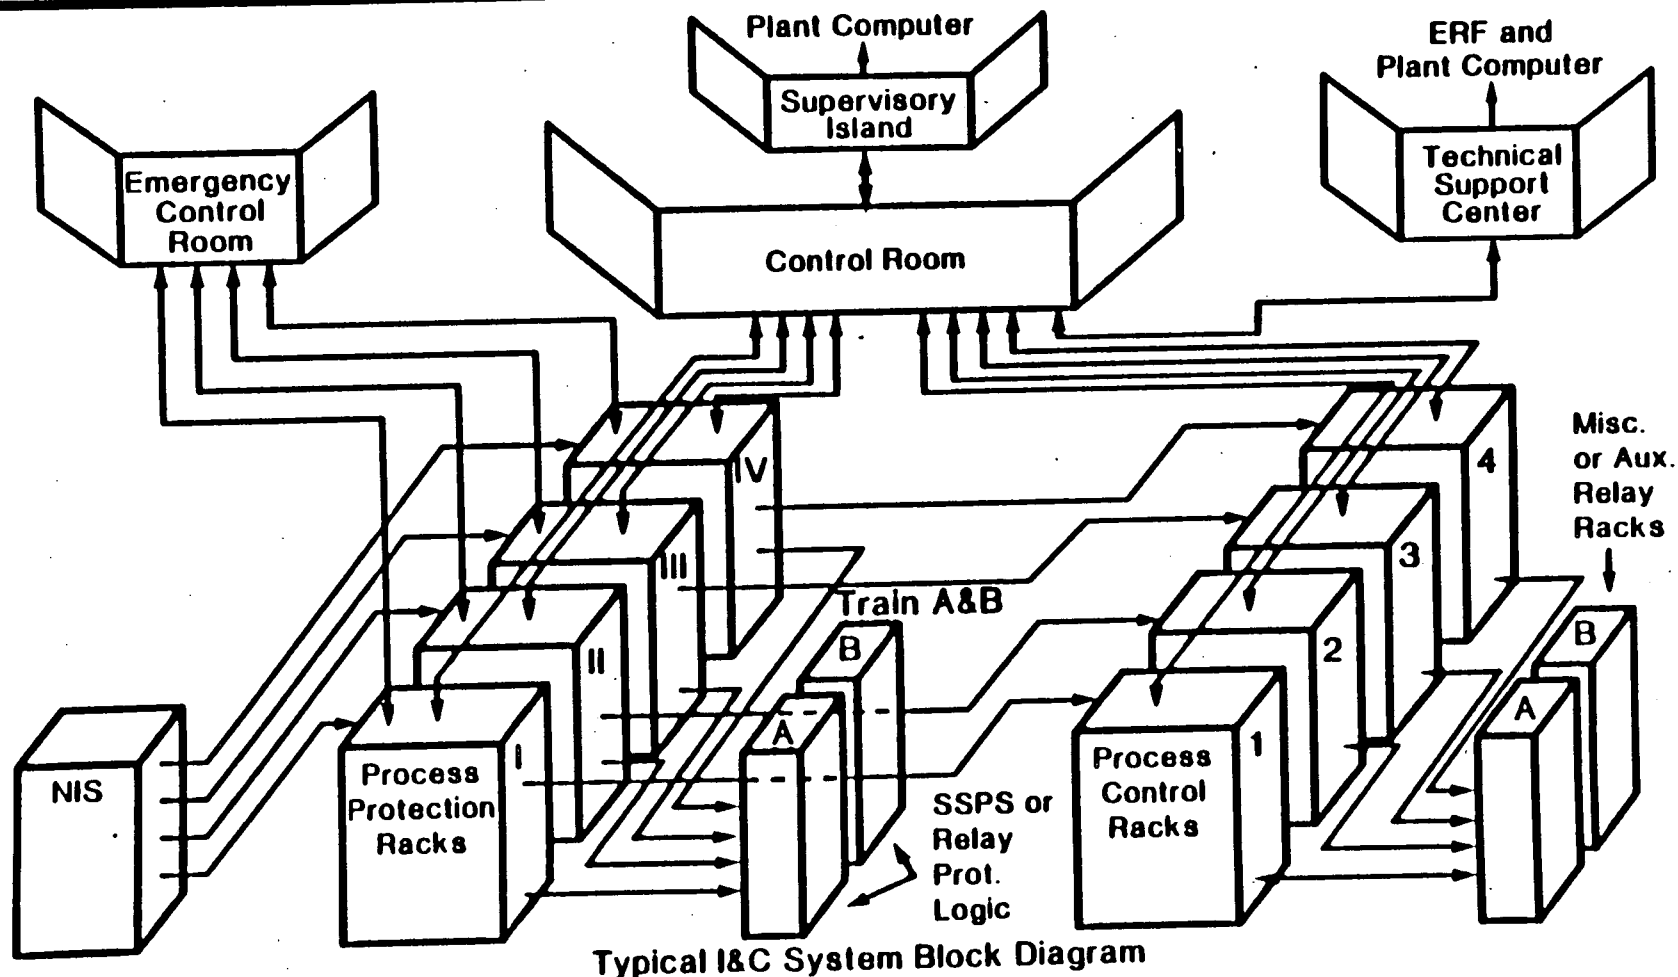 Plant Computer
ERF and
Plant Computer
Supervisory
Island
Emergency
Control
Room
Technical
Support
Center
Control Room
IV
III
II
I
4
3
2
1
Misc.
or Aux.
Relay
Racks
Train A&B
B
A
B
A
NIS
Process
Protection
Racks
SSPS or
Relay
Prot.
Logic
Process
Control
Racks
Typical I&C System Block Diagram